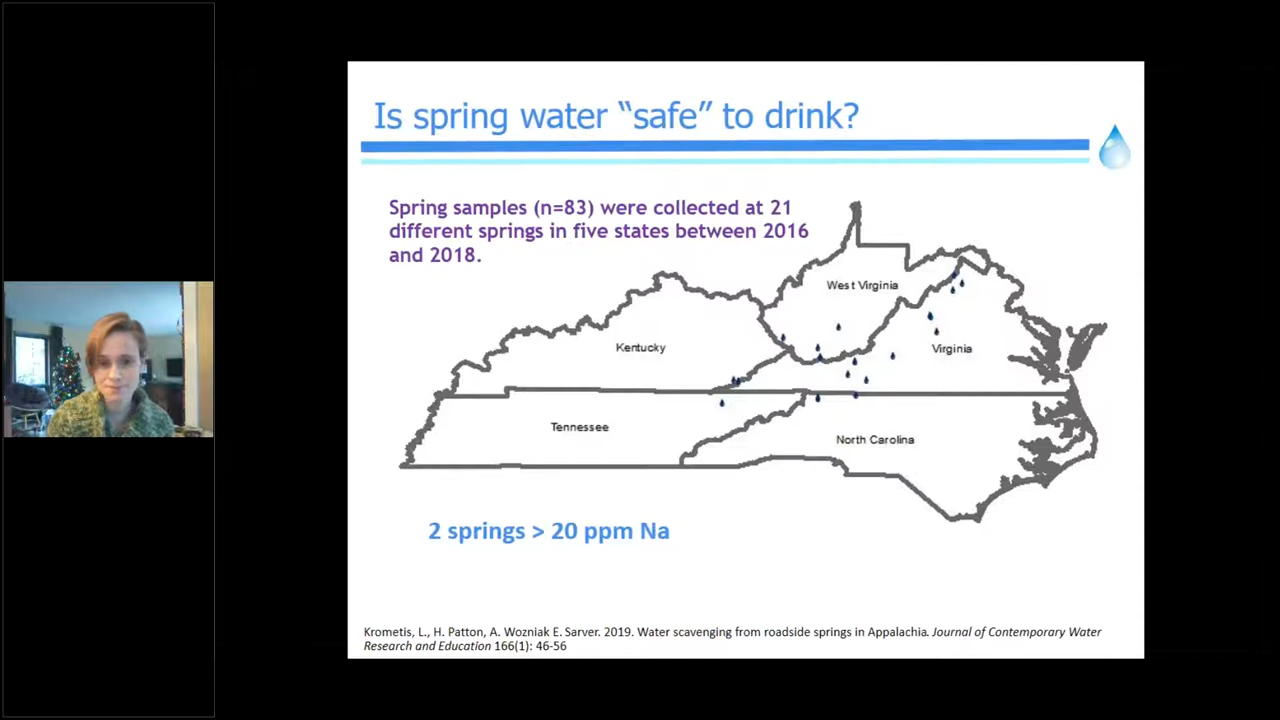 Is spring water “safe” to drink?
Spring samples (n=83) were collected at 21
different springs in five states between 2016
and 2018.
West Virginia
Kentucky
Virginia
Tennessee
North Carolina
2 springs > 20 ppm Na
Krometis, L., H. Patton, A. Wozniak E. Sarver. 2019. Water scavenging from roadside springs in Appalachia. Journal of Contemporary Water
Research and Education 166(1): 46-56